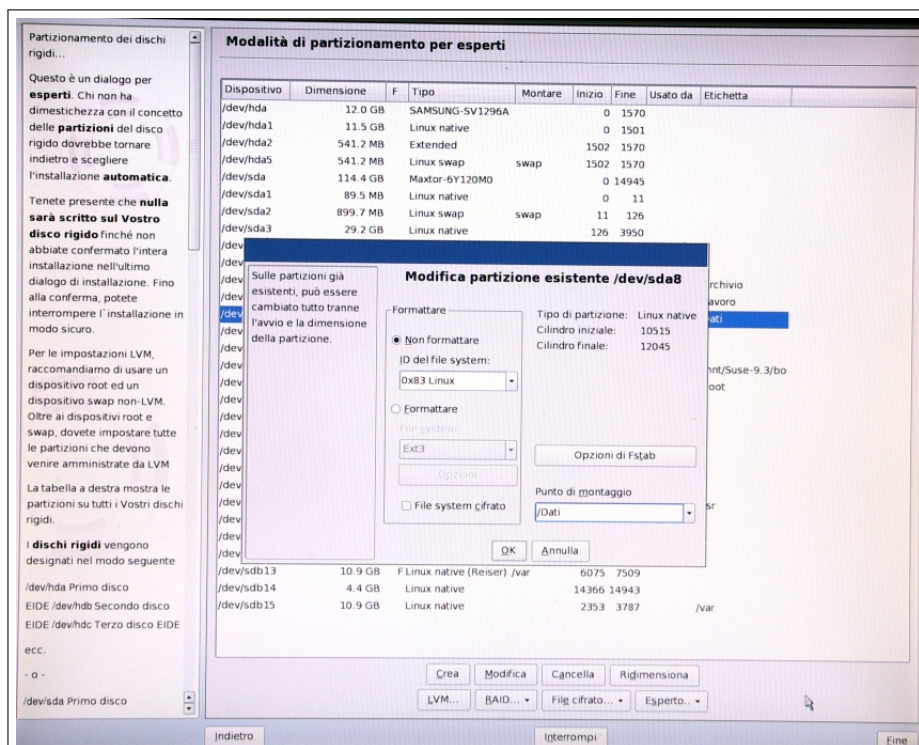 Partizionamento dei dischi
rigidi...
Questo è un dialogo per
esperti. Chi non ha
dimestichezza con il concetto
delle partizioni del disco
rigido dovrebbe tornare
indietro e scegliere
l'installazione automatica.
Tenete presente che nulla
sarà scritto sul Vostro
disco rigido finché non
abbiate confermato l'intera
installazione nell'ultimo
dialogo di installazione. Fino
alla conferma, potete
interrompere l`installazione in
modo sicuro.
Per le impostazioni LVM,
raccomandiamo di usare un
dispositivo root ed un
dispositivo swap non-LVM.
Oltre ai dispositivi root e
swap, dovete impostare tutte
le partizioni che devono
venire amministrate da LVM
La tabella a destra mostra le
partizioni su tutti i Vostri dischi
rigidi.
I dischi rigidi vengono
designati nel modo seguente
/dev/hda Primo disco
EIDE /dev/hdb Secondo disco
EIDE /dev/hdc Terzo disco EIDE
ecc.
- o -
/dev/sda Primo disco
Modalità di partizionamento per esperti
Dispositivo Dimensione F Tipo Montare Inizio Fine Usato da Etichetta
/dev/hda 12.0 GB SAMSUNG-SV1296A 0 1570
/dev/hda1 11.5 GB Linux native 0 1501
/dev/hda2 541.2 MB Extended 1502 1570
/dev/hda5 541.2 MB Linux swap swap 1502 1570
/dev/sda 114.4 GB Maxtor-6Y120M0 0 14945
/dev/sda1 89.5 MB Linux native 0 11
/dev/sda2 899.7 MB Linux swap swap 11 126
/dev/sda3 29.2 GB Linux native 126 3950
Modifica partizione esistente /dev/sda8
Sulle partizioni già
esistenti, può essere
cambiato tutto tranne
l'avvio e la dimensione
della partizione.
Formattare
Non formattare
ID del file system:
0x83 Linux
Formattare
File system:
Ext3
Opzioni
File system cifrato
Tipo di partizione: Linux native
Cilindro iniziale: 10515
Cilindro finale: 12045
Opzioni di Fstab
Punto di montaggio
/Dati
OK Annulla
rchivio
avoro
ati
nt/Suse-9.3/bo
oot
sr
/dev/sdb13 10.9 GB F Linux native (Reiser) /var 6075 7509
/dev/sdb14 4.4 GB Linux native 14366 14943
/dev/sdb15 10.9 GB Linux native 2353 3787 /var
Crea Modifica Cancella Ridimensiona
LVM... RAID... File cifrato... Esperto..
Indietro Interrompi Fine